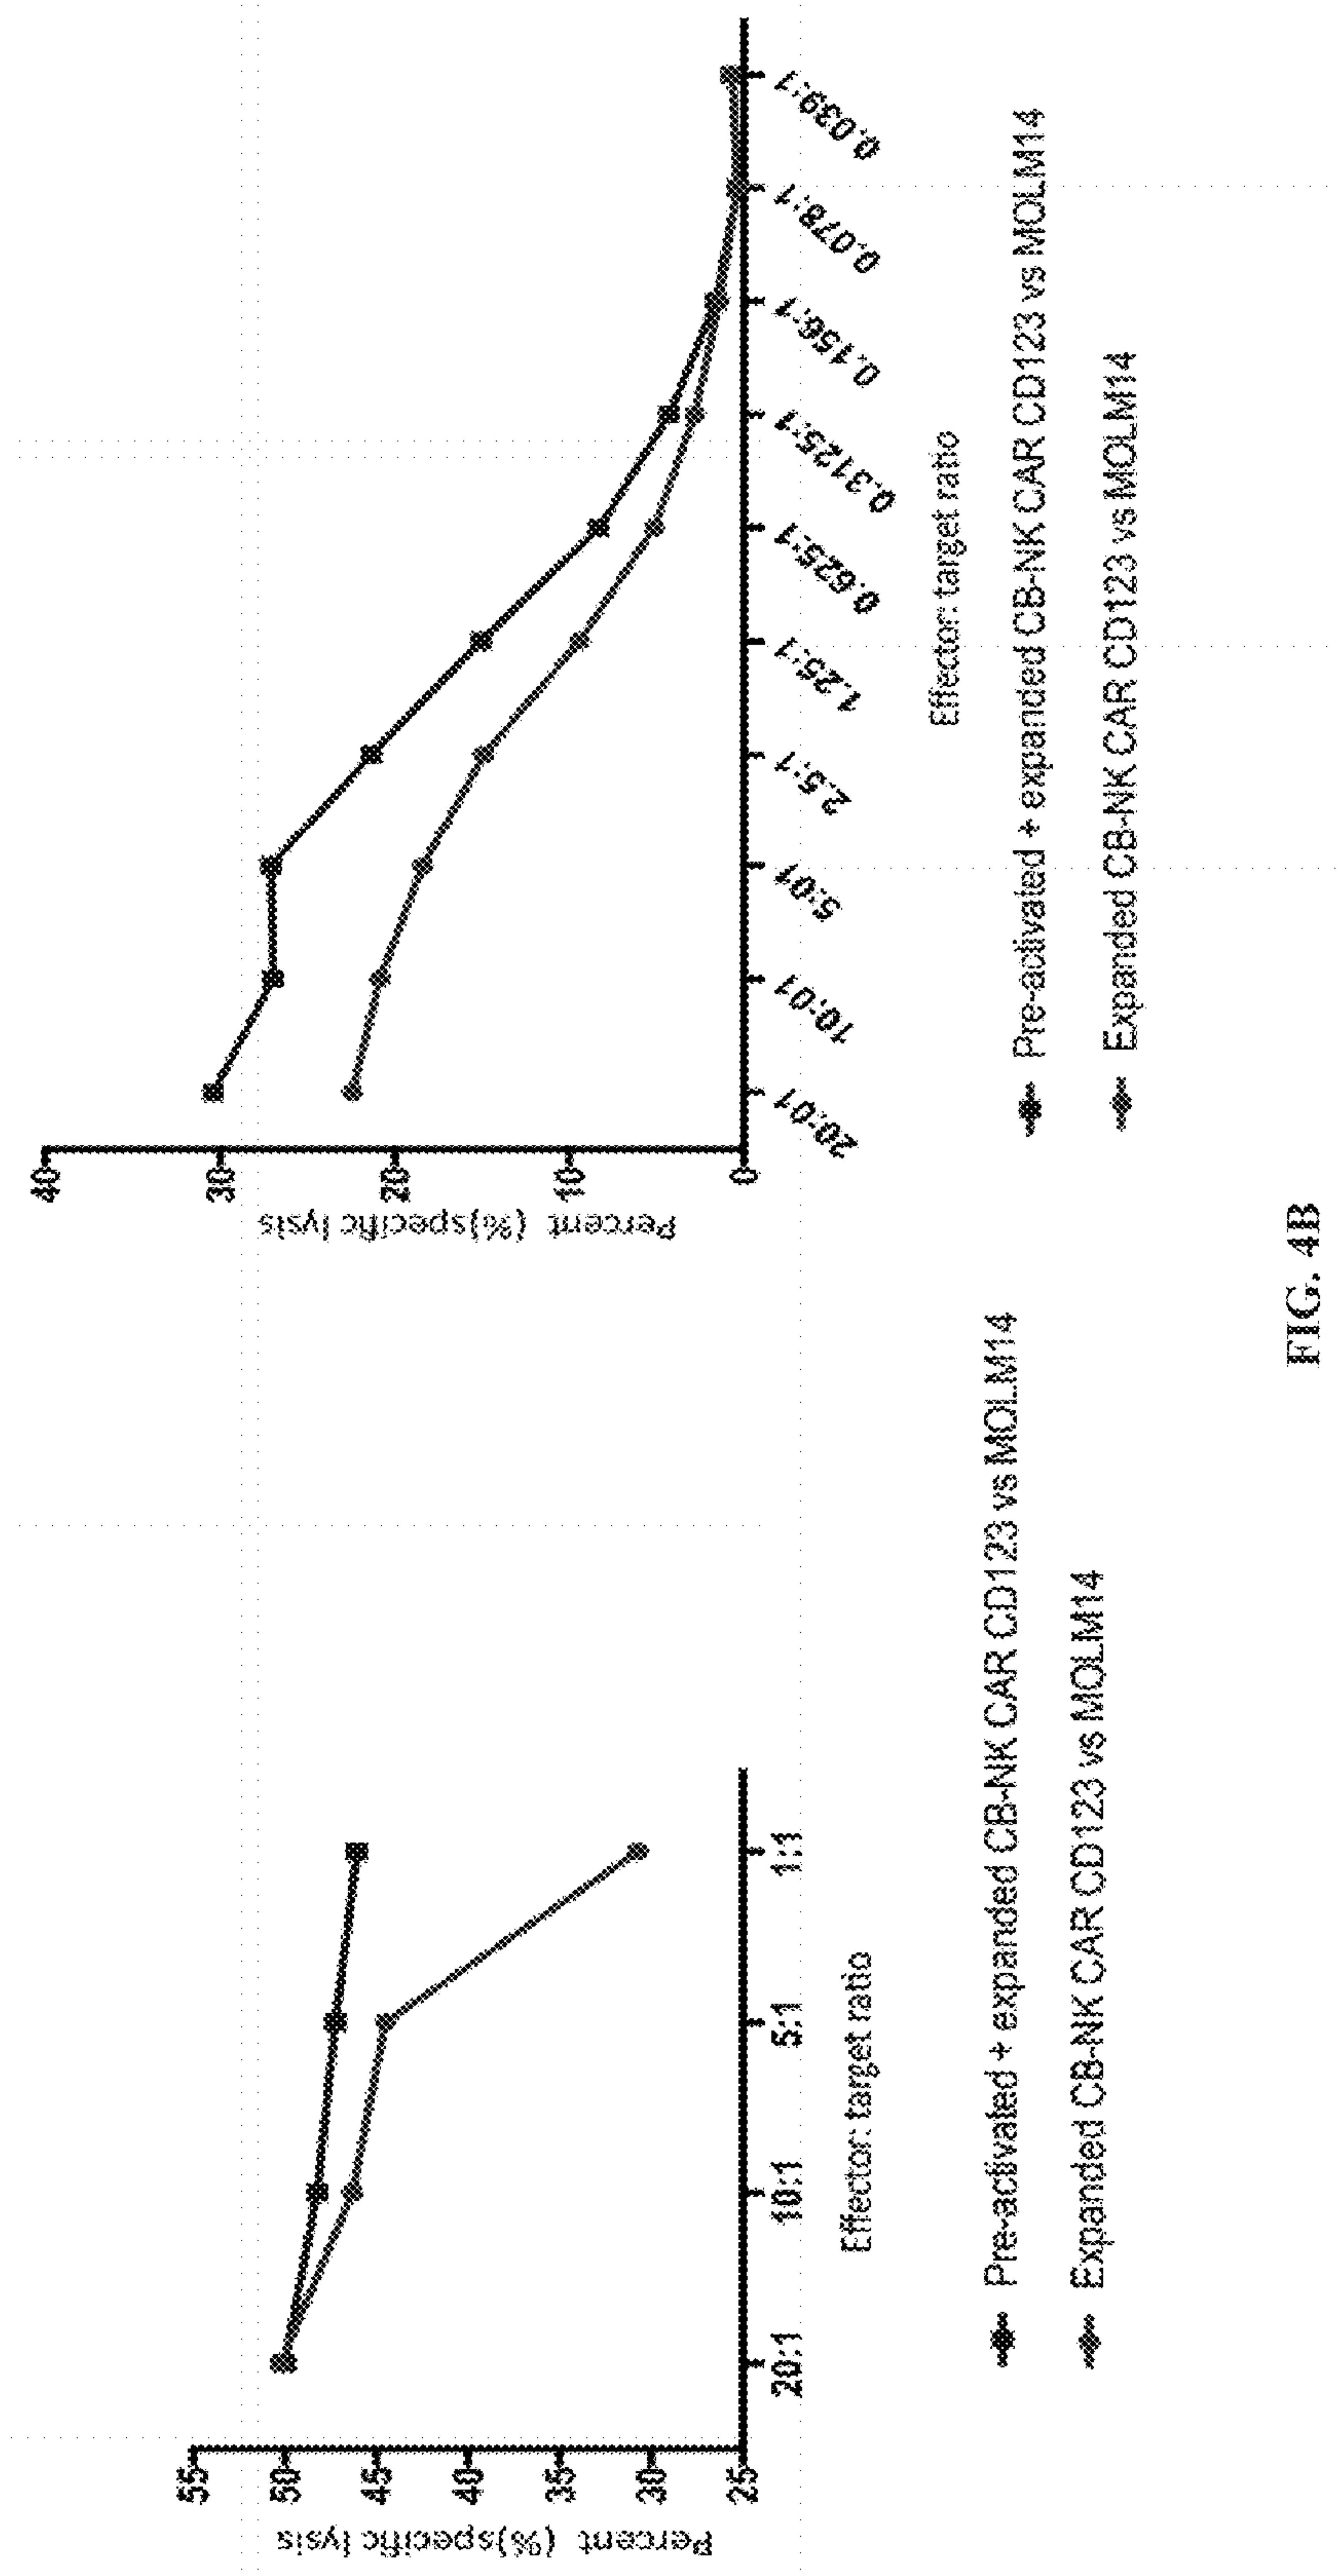 Percent (%)specific lysis
55
50
45
40
35
30
25
20:1
10:1
5:1
1:1
Effector: target ratio
Pre-activated + expanded CB-NK CAR CD123 vs MOLM14
Expanded CB-NK CAR CD123 vs MOLM14
Percent (%)specific lysis
40
30
20
10
0
20:01
10:01
5:01
2.5:1
1.25:1
0.625:1
0.3125:1
0.156:1
0.078:1
0.039:1
Effector: target ratio
Pre-activated + expanded CB-NK CAR CD123 vs MOLM14
Expanded CB-NK CAR CD123 vs MOLM14
FIG. 4B